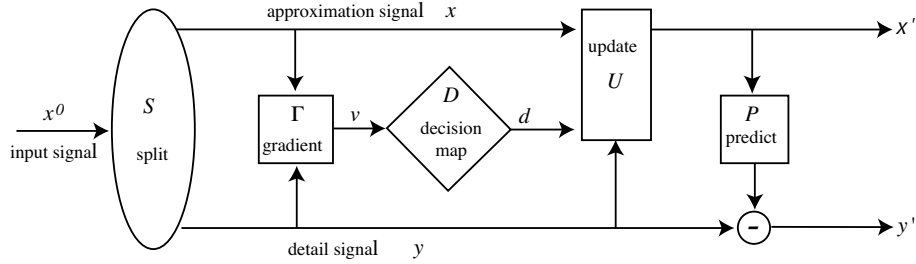 approximation signal x
x'
x⁰
input signal
S
split
Γ
gradient
v
D
decision
map
d
update
U
P
predict
-
detail signal y
y'